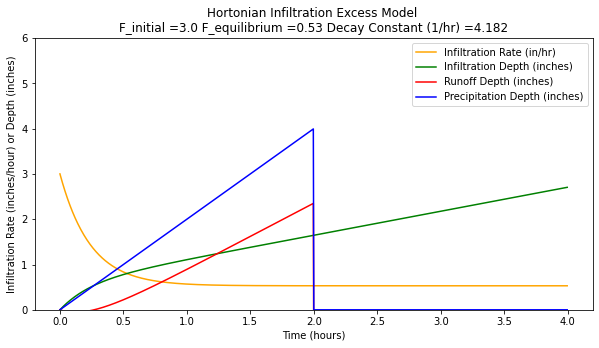 Hortonian Infiltration Excess Model
F_initial =3.0 F_equilibrium =0.53 Decay Constant (1/hr) =4.182
Infiltration Rate (in/hr)
Infiltration Depth (inches)
Runoff Depth (inches)
Precipitation Depth (inches)
Infiltration Rate (inches/hour) or Depth (inches)
6
5
4
3
2
1
0
0.0 0.5 1.0 1.5 2.0 2.5 3.0 3.5 4.0
Time (hours)